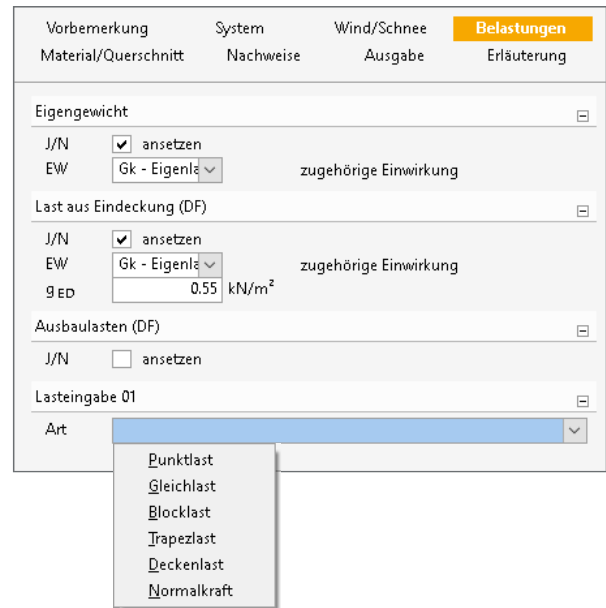 Vorbemerkung System Wind/Schnee Belastungen
Material/Querschnitt Nachweise Ausgabe Erläuterung
Eigengewicht
J/N ansetzen
EW Gk - Eigenla zugehörige Einwirkung
Last aus Eindeckung (DF)
J/N ansetzen
EW Gk - Eigenla zugehörige Einwirkung
g ED 0.55 kN/m²
Ausbaulasten (DF)
J/N ansetzen
Lasteingabe 01
Art
Punktlast
Gleichlast
Blocklast
Trapezlast
Deckenlast
Normalkraft